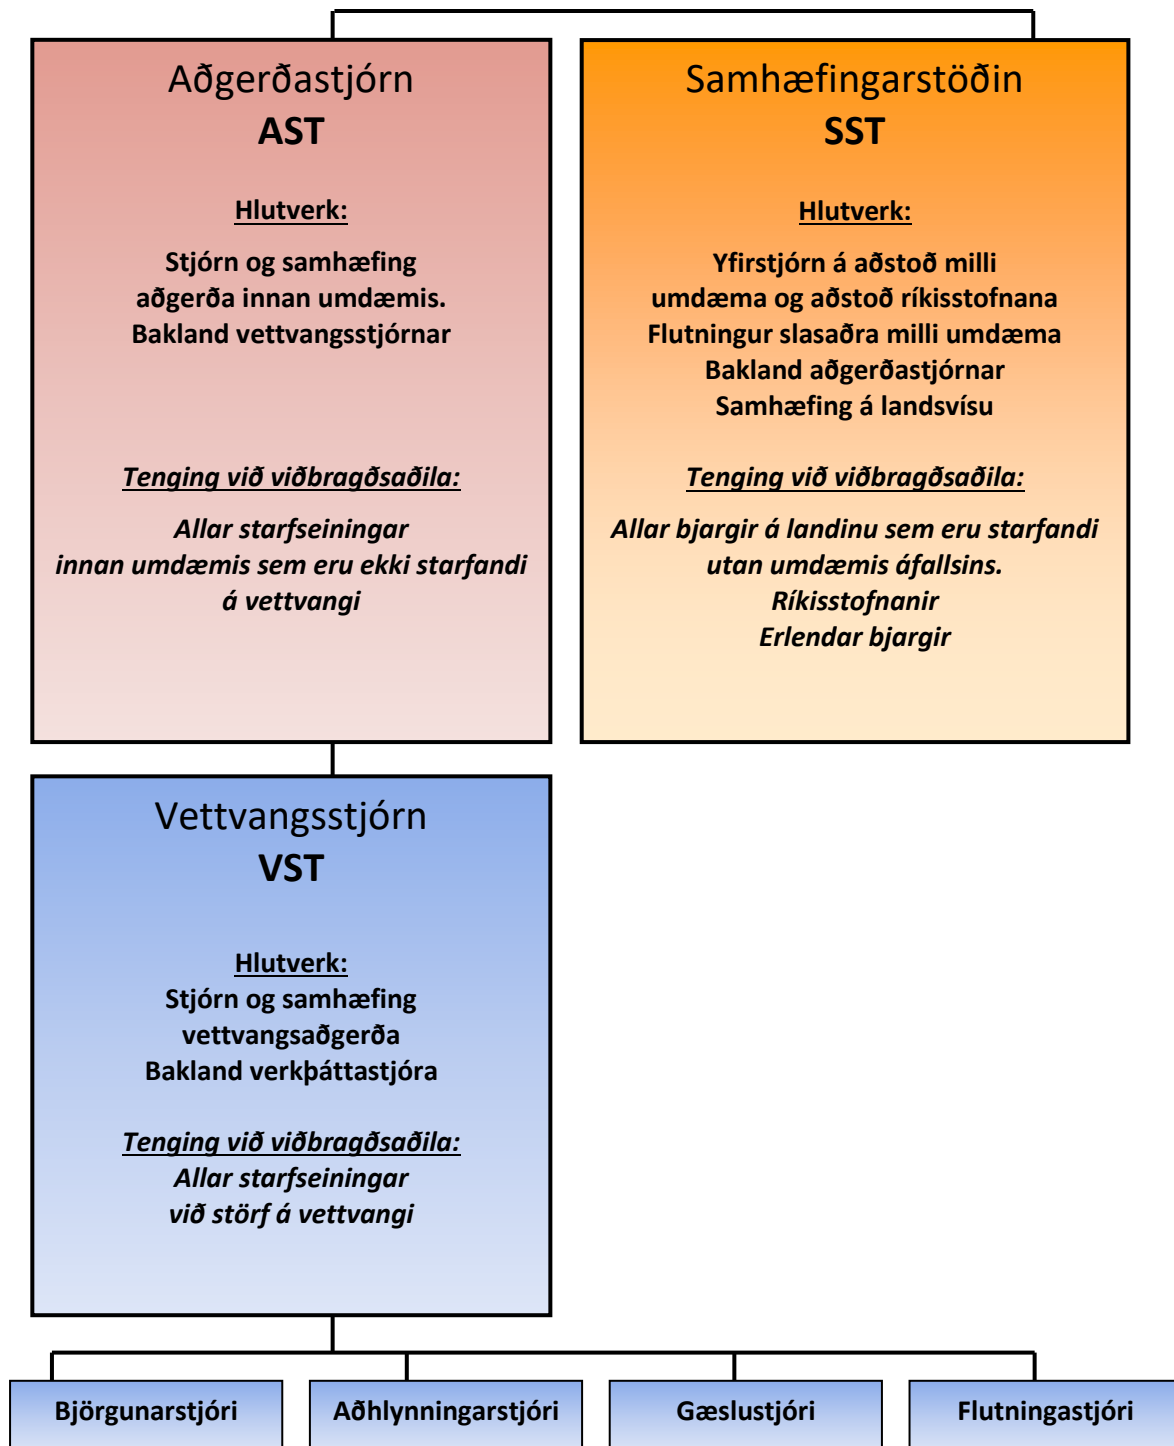 Aðgerðastjórn
AST
Hlutverk:
Stjórn og samhæfing
aðgerða innan umdæmis.
Bakland vettvangsstjórnar
Tenging við viðbragðsaðila:
Allar starfseiningar
innan umdæmis sem eru ekki starfandi
á vettvangi
Samhæfingarstöðin
SST
Hlutverk:
Yfirstjórn á aðstoð milli
umdæma og aðstoð ríkisstofnana
Flutningur slasaðra milli umdæma
Bakland aðgerðastjórnar
Samhæfing á landsvísu
Tenging við viðbragðsaðila:
Allar bjargir á landinu sem eru starfandi
utan umdæmis áfallsins.
Ríkisstofnanir
Erlendar bjargir
Vettvangsstjórn
VST
Hlutverk:
Stjórn og samhæfing
vettvangsaðgerða
Bakland verkþáttastjóra
Tenging við viðbragðsaðila:
Allar starfseiningar
við störf á vettvangi
Björgunarstjóri
Aðhlynningarstjóri
Gæslustjóri
Flutningastjóri